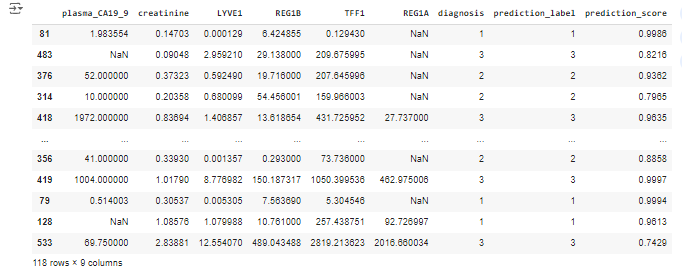 plasma_CA19_9 creatinine LYVE1 REG1B TFF1 REG1A diagnosis prediction_label prediction_score
81 1.983554 0.14703 0.000129 6.424855 0.129430 NaN 1 1 0.9986
483 NaN 0.09048 2.959210 29.138000 209.675995 NaN 3 3 0.8216
376 52.000000 0.37323 0.592490 19.716000 207.645996 NaN 2 2 0.9362
314 10.000000 0.20358 0.680099 54.456001 159.966003 NaN 2 2 0.7965
418 1972.000000 0.83694 1.406857 13.618654 431.725952 27.737000 3 3 0.9635
... ... ... ... ... ... ... ... ... ...
356 41.000000 0.33930 0.001357 0.293000 73.736000 NaN 2 2 0.8858
419 1004.000000 1.01790 8.776982 150.187317 1050.399536 462.975006 3 3 0.9997
79 0.514003 0.30537 0.005305 7.563690 5.304546 NaN 1 1 0.9994
128 NaN 1.08576 1.079988 10.761000 257.438751 92.726997 1 1 0.9613
533 69.750000 2.83881 12.554070 489.043488 2819.213623 2016.660034 3 3 0.7429
118 rows × 9 columns